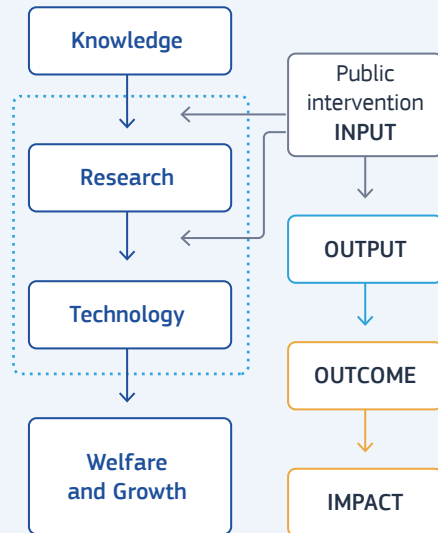 Knowledge
Research
Technology
Welfare
and Growth
Public
intervention
INPUT
OUTPUT
OUTCOME
IMPACT